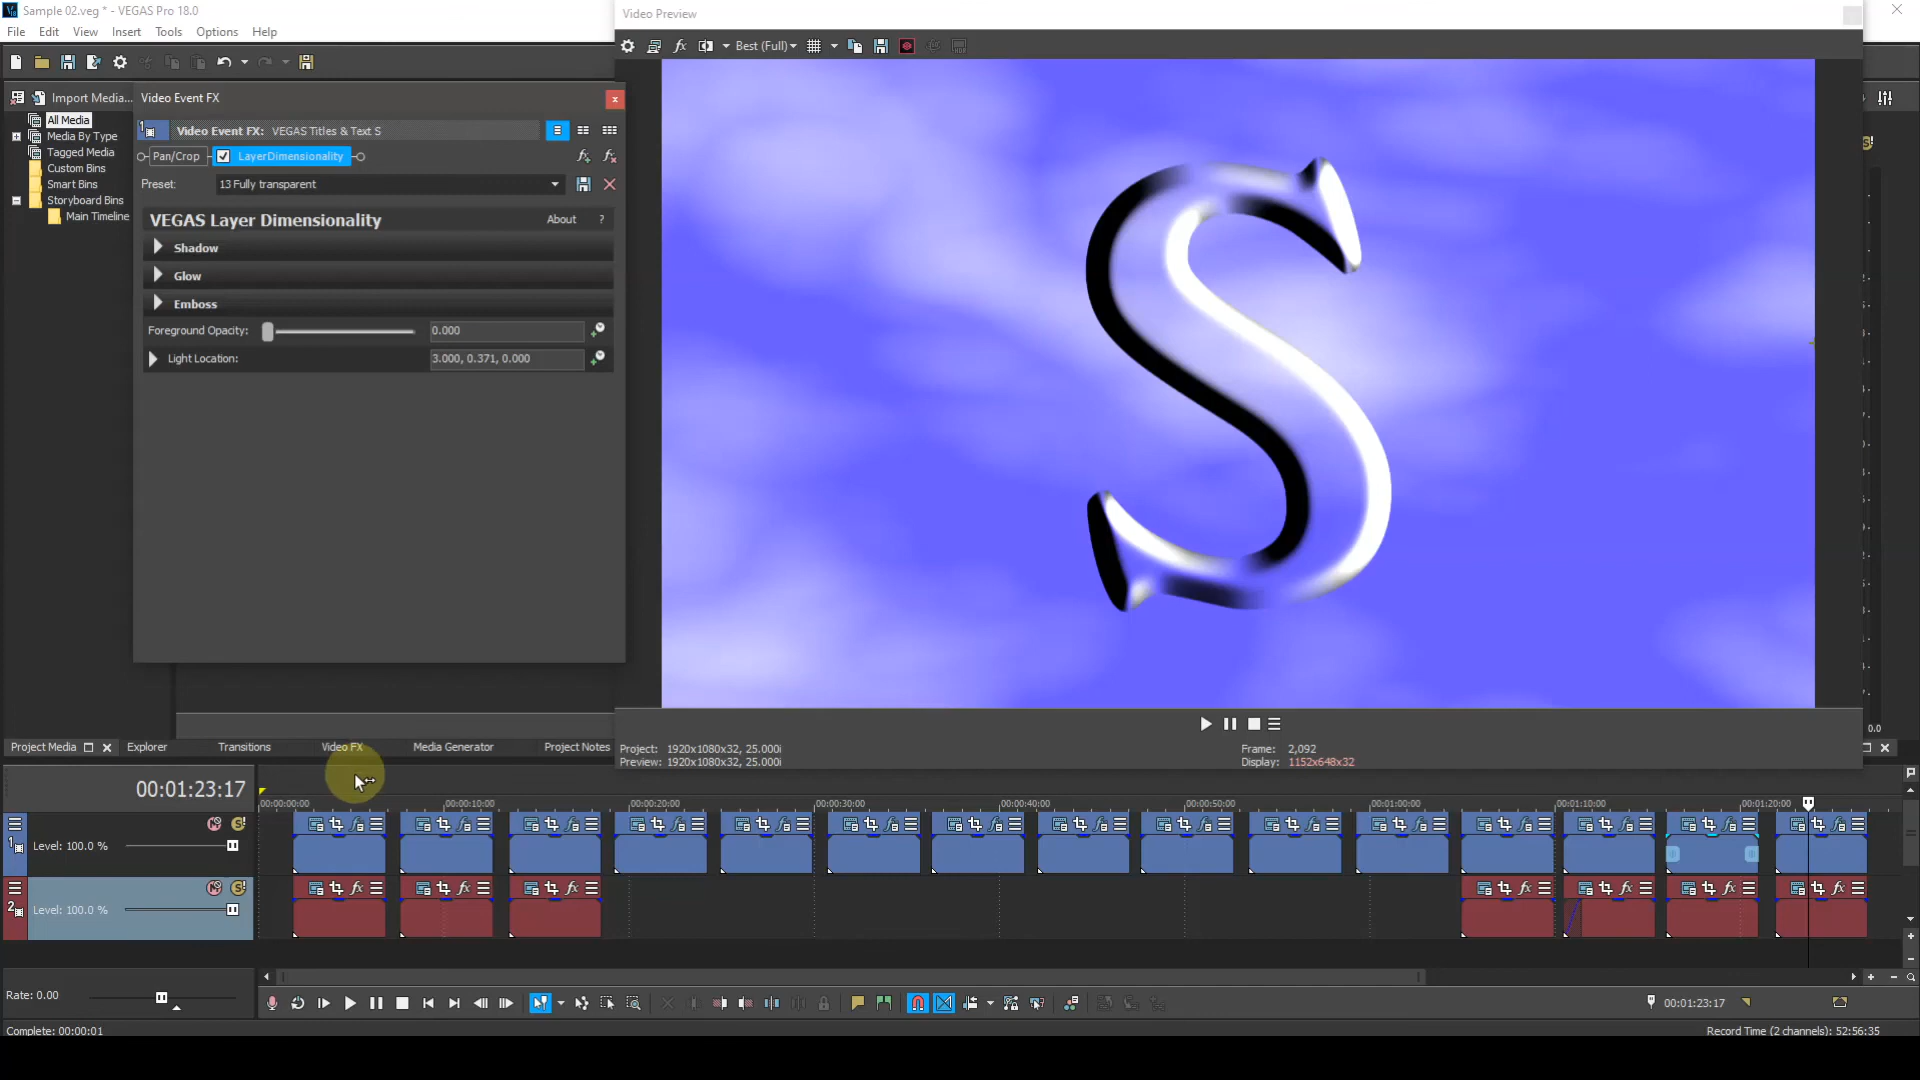 Sample 02.veg * - VEGAS Pro 18.0
Video Preview
File Edit View Insert Tools Options Help
Best (Full)
Import Media...
Video Event FX
All Media
Media By Type
Tagged Media
Custom Bins
Smart Bins
Storyboard Bins
Main Timeline
Video Event FX: VEGAS Titles & Text S
Pan/Crop LayerDimensionality
Preset: 13 Fully transparent
VEGAS Layer Dimensionality About ?
Shadow
Glow
Emboss
Foreground Opacity: 0.000
Light Location: 3.000, 0.371, 0.000
S
0.0
Project Media Explorer Transitions Video FX Media Generator Project Notes
Project: 1920x1080x32, 25.000i
Preview: 1920x1080x32, 25.000i
Frame: 2,092
Display: 1152x648x32
00:01:23:17
00:00:00:00 00:00:10:00 00:00:20:00 00:00:30:00 00:00:40:00 00:00:50:00 00:01:00:00 00:01:10:00 00:01:20:00
1
Level: 100.0 %
2
Level: 100.0 %
Rate: 0.00
00:01:23:17
Complete: 00:00:01
Record Time (2 channels): 52:56:35